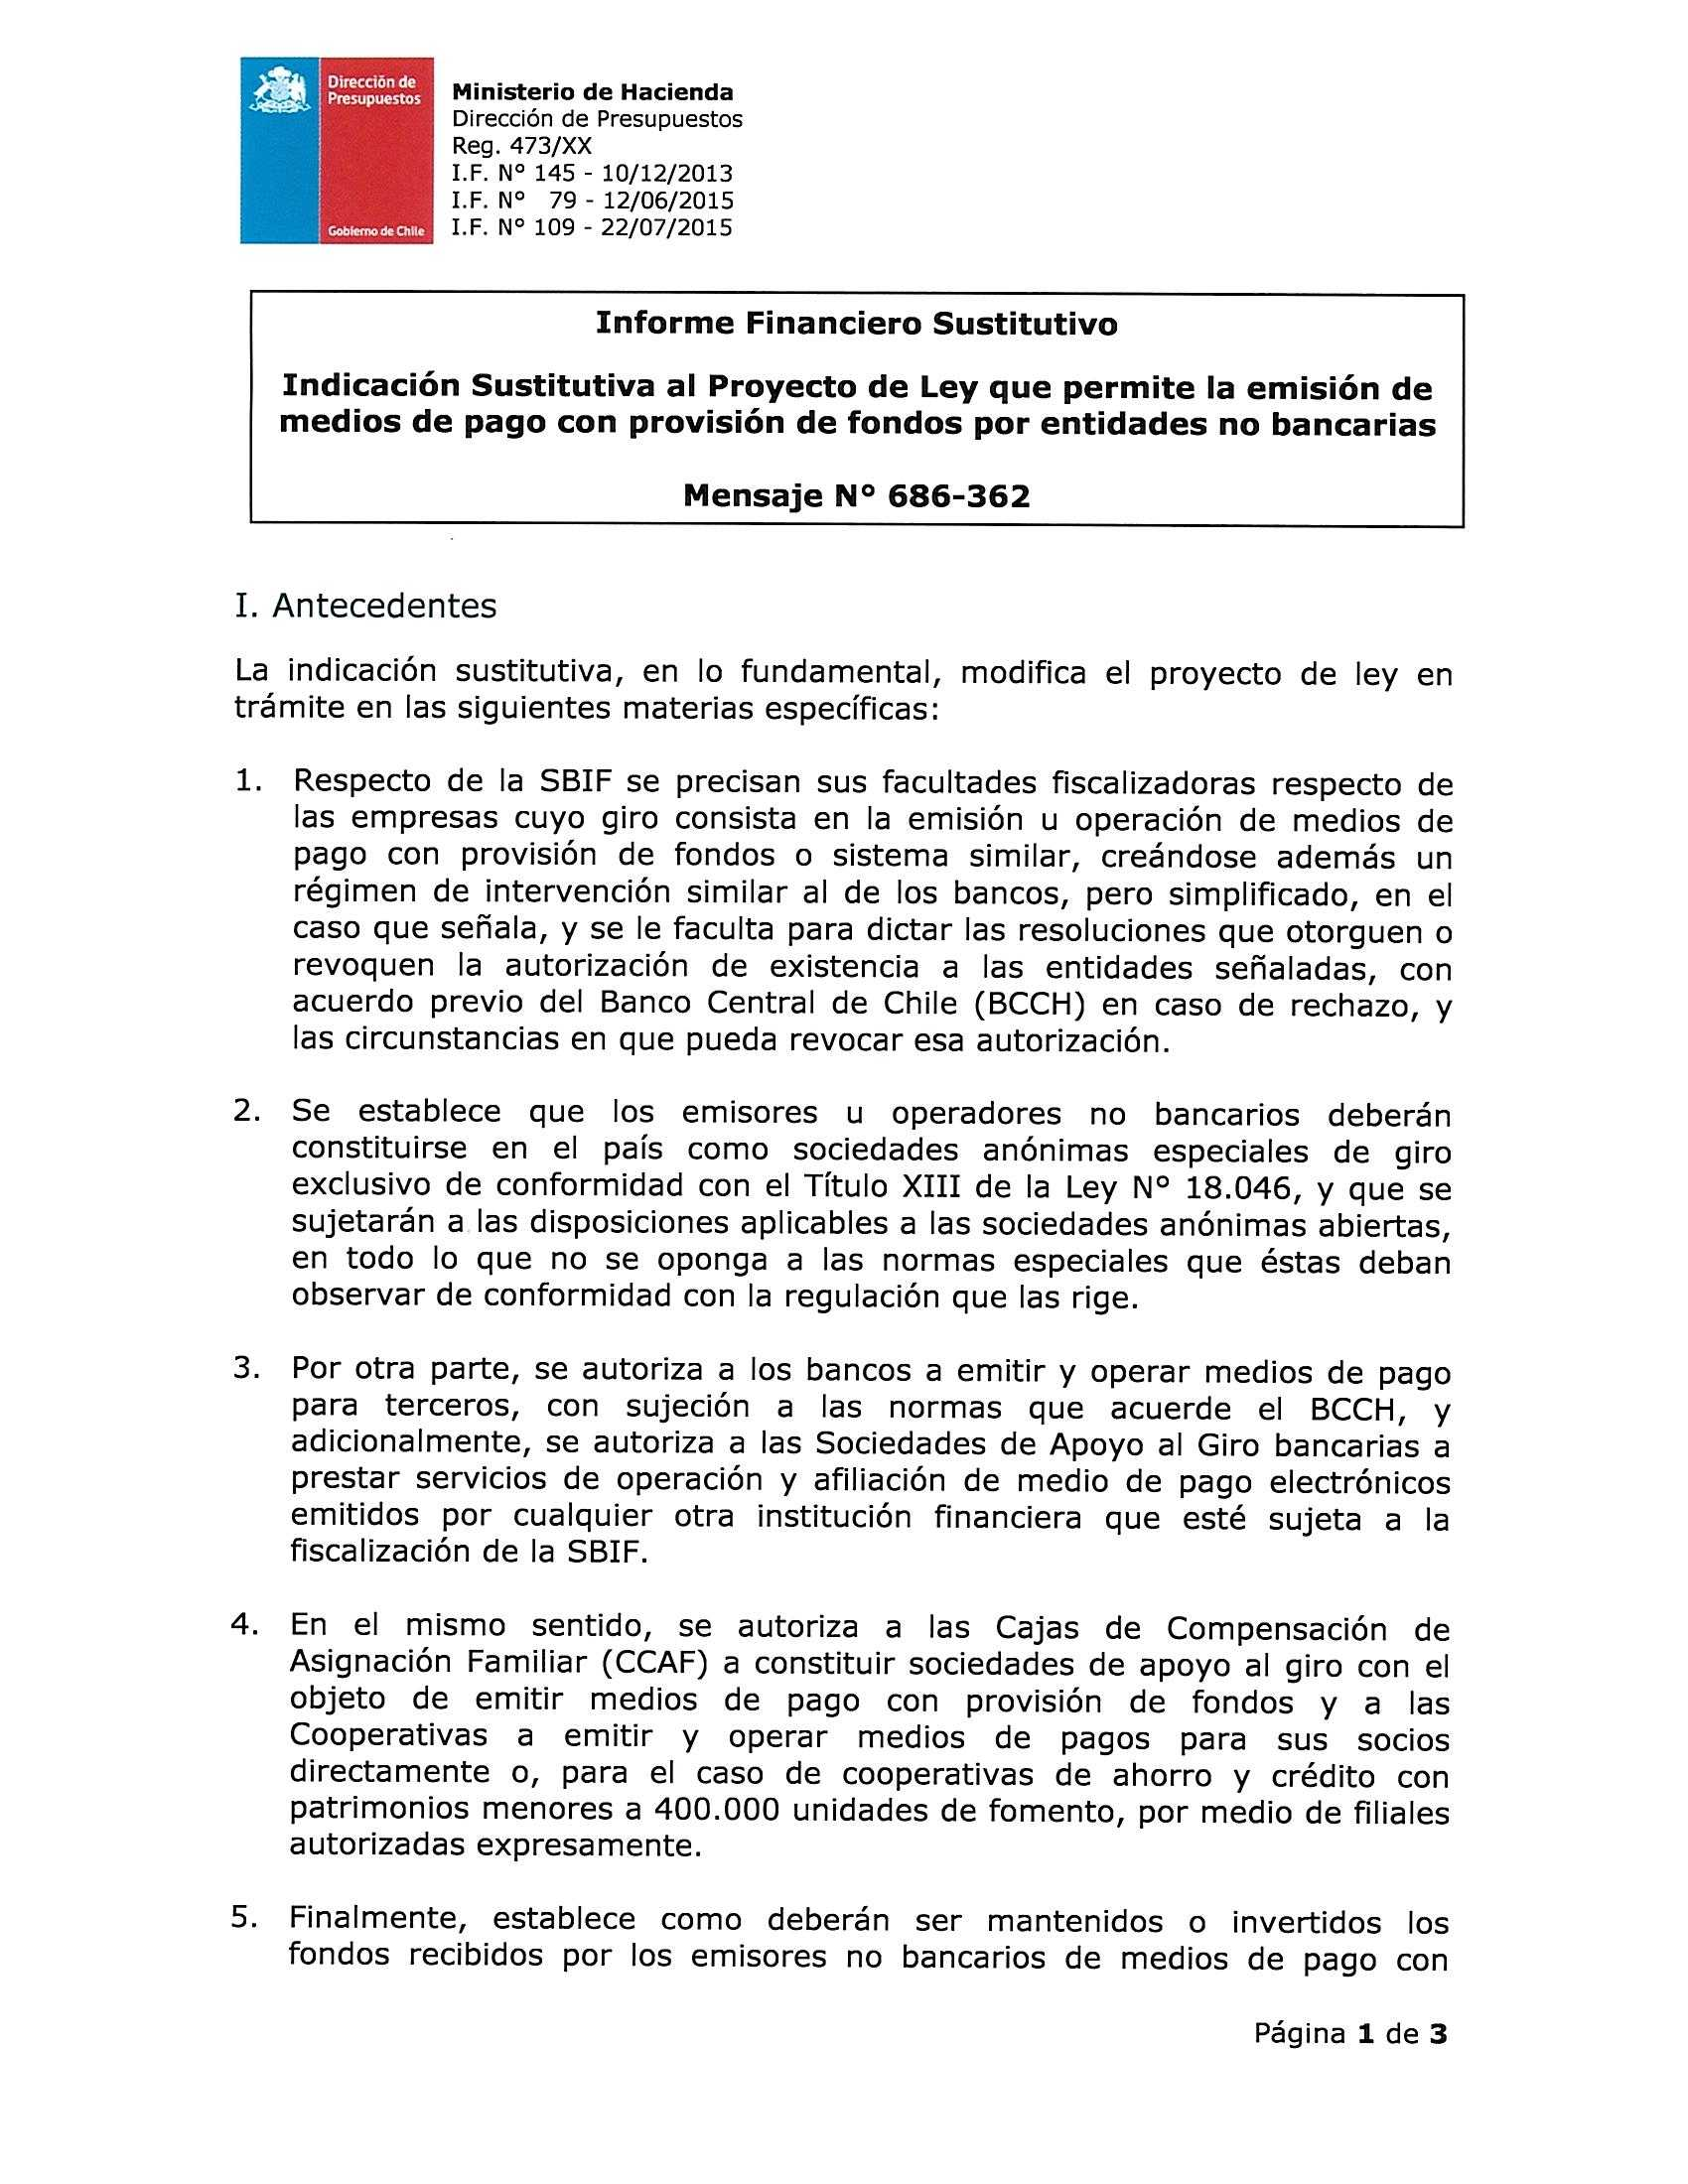 Dirección de
Presupuestos
Gobierno de Chile
Ministerio de Hacienda
Dirección de Presupuestos
Reg. 473/XX
I.F. Nº 145 - 10/12/2013
I.F. Nº 79 - 12/06/2015
I.F. Nº 109 - 22/07/2015
Informe Financiero Sustitutivo
Indicación Sustitutiva al Proyecto de Ley que permite la emisión de
medios de pago con provisión de fondos por entidades no bancarias
Mensaje Nº 686-362
I. Antecedentes
La indicación sustitutiva, en lo fundamental, modifica el proyecto de ley en
trámite en las siguientes materias específicas:
1. Respecto de la SBIF se precisan sus facultades fiscalizadoras respecto de
las empresas cuyo giro consista en la emisión u operación de medios de
pago con provisión de fondos o sistema similar, creándose además un
régimen de intervención similar al de los bancos, pero simplificado, en el
caso que señala, y se le faculta para dictar las resoluciones que otorguen o
revoquen la autorización de existencia a las entidades señaladas, con
acuerdo previo del Banco Central de Chile (BCCH) en caso de rechazo, y
las circunstancias en que pueda revocar esa autorización.
2. Se establece que los emisores u operadores no bancarios deberán
constituirse en el país como sociedades anónimas especiales de giro
exclusivo de conformidad con el Título XIII de la Ley Nº 18.046, y que se
sujetarán a las disposiciones aplicables a las sociedades anónimas abiertas,
en todo lo que no se oponga a las normas especiales que éstas deban
observar de conformidad con la regulación que las rige.
3. Por otra parte, se autoriza a los bancos a emitir y operar medios de pago
para terceros, con sujeción a las normas que acuerde el BCCH, y
adicionalmente, se autoriza a las Sociedades de Apoyo al Giro bancarias a
prestar servicios de operación y afiliación de medio de pago electrónicos
emitidos por cualquier otra institución financiera que esté sujeta a la
fiscalización de la SBIF.
4. En el mismo sentido, se autoriza a las Cajas de Compensación de
Asignación Familiar (CCAF) a constituir sociedades de apoyo al giro con el
objeto de emitir medios de pago con provisión de fondos y a las
Cooperativas a emitir y operar medios de pagos para sus socios
directamente o, para el caso de cooperativas de ahorro y crédito con
patrimonios menores a 400.000 unidades de fomento, por medio de filiales
autorizadas expresamente.
5. Finalmente, establece como deberán ser mantenidos o invertidos los
fondos recibidos por los emisores no bancarios de medios de pago con
Página 1 de 3